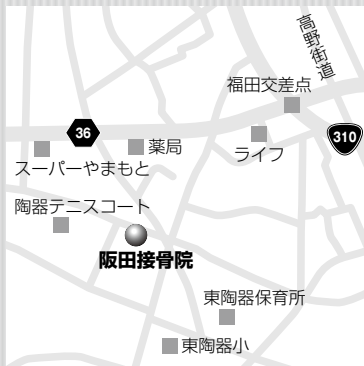 高野街道
福田交差点
36
310
薬局
ライフ
スーパーやまもと
陶器テニスコート
阪田接骨院
東陶器保育所
東陶器小